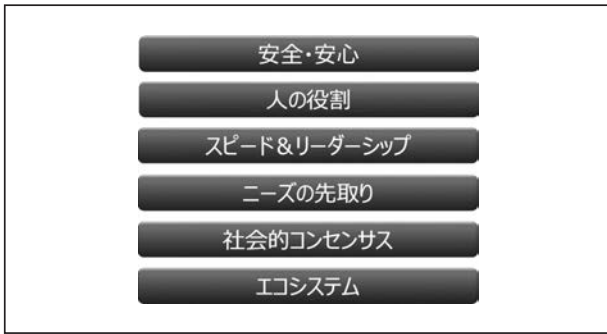 安全・安心
人の役割
スピード＆リーダーシップ
ニーズの先取り
社会的コンセンサス
エコシステム